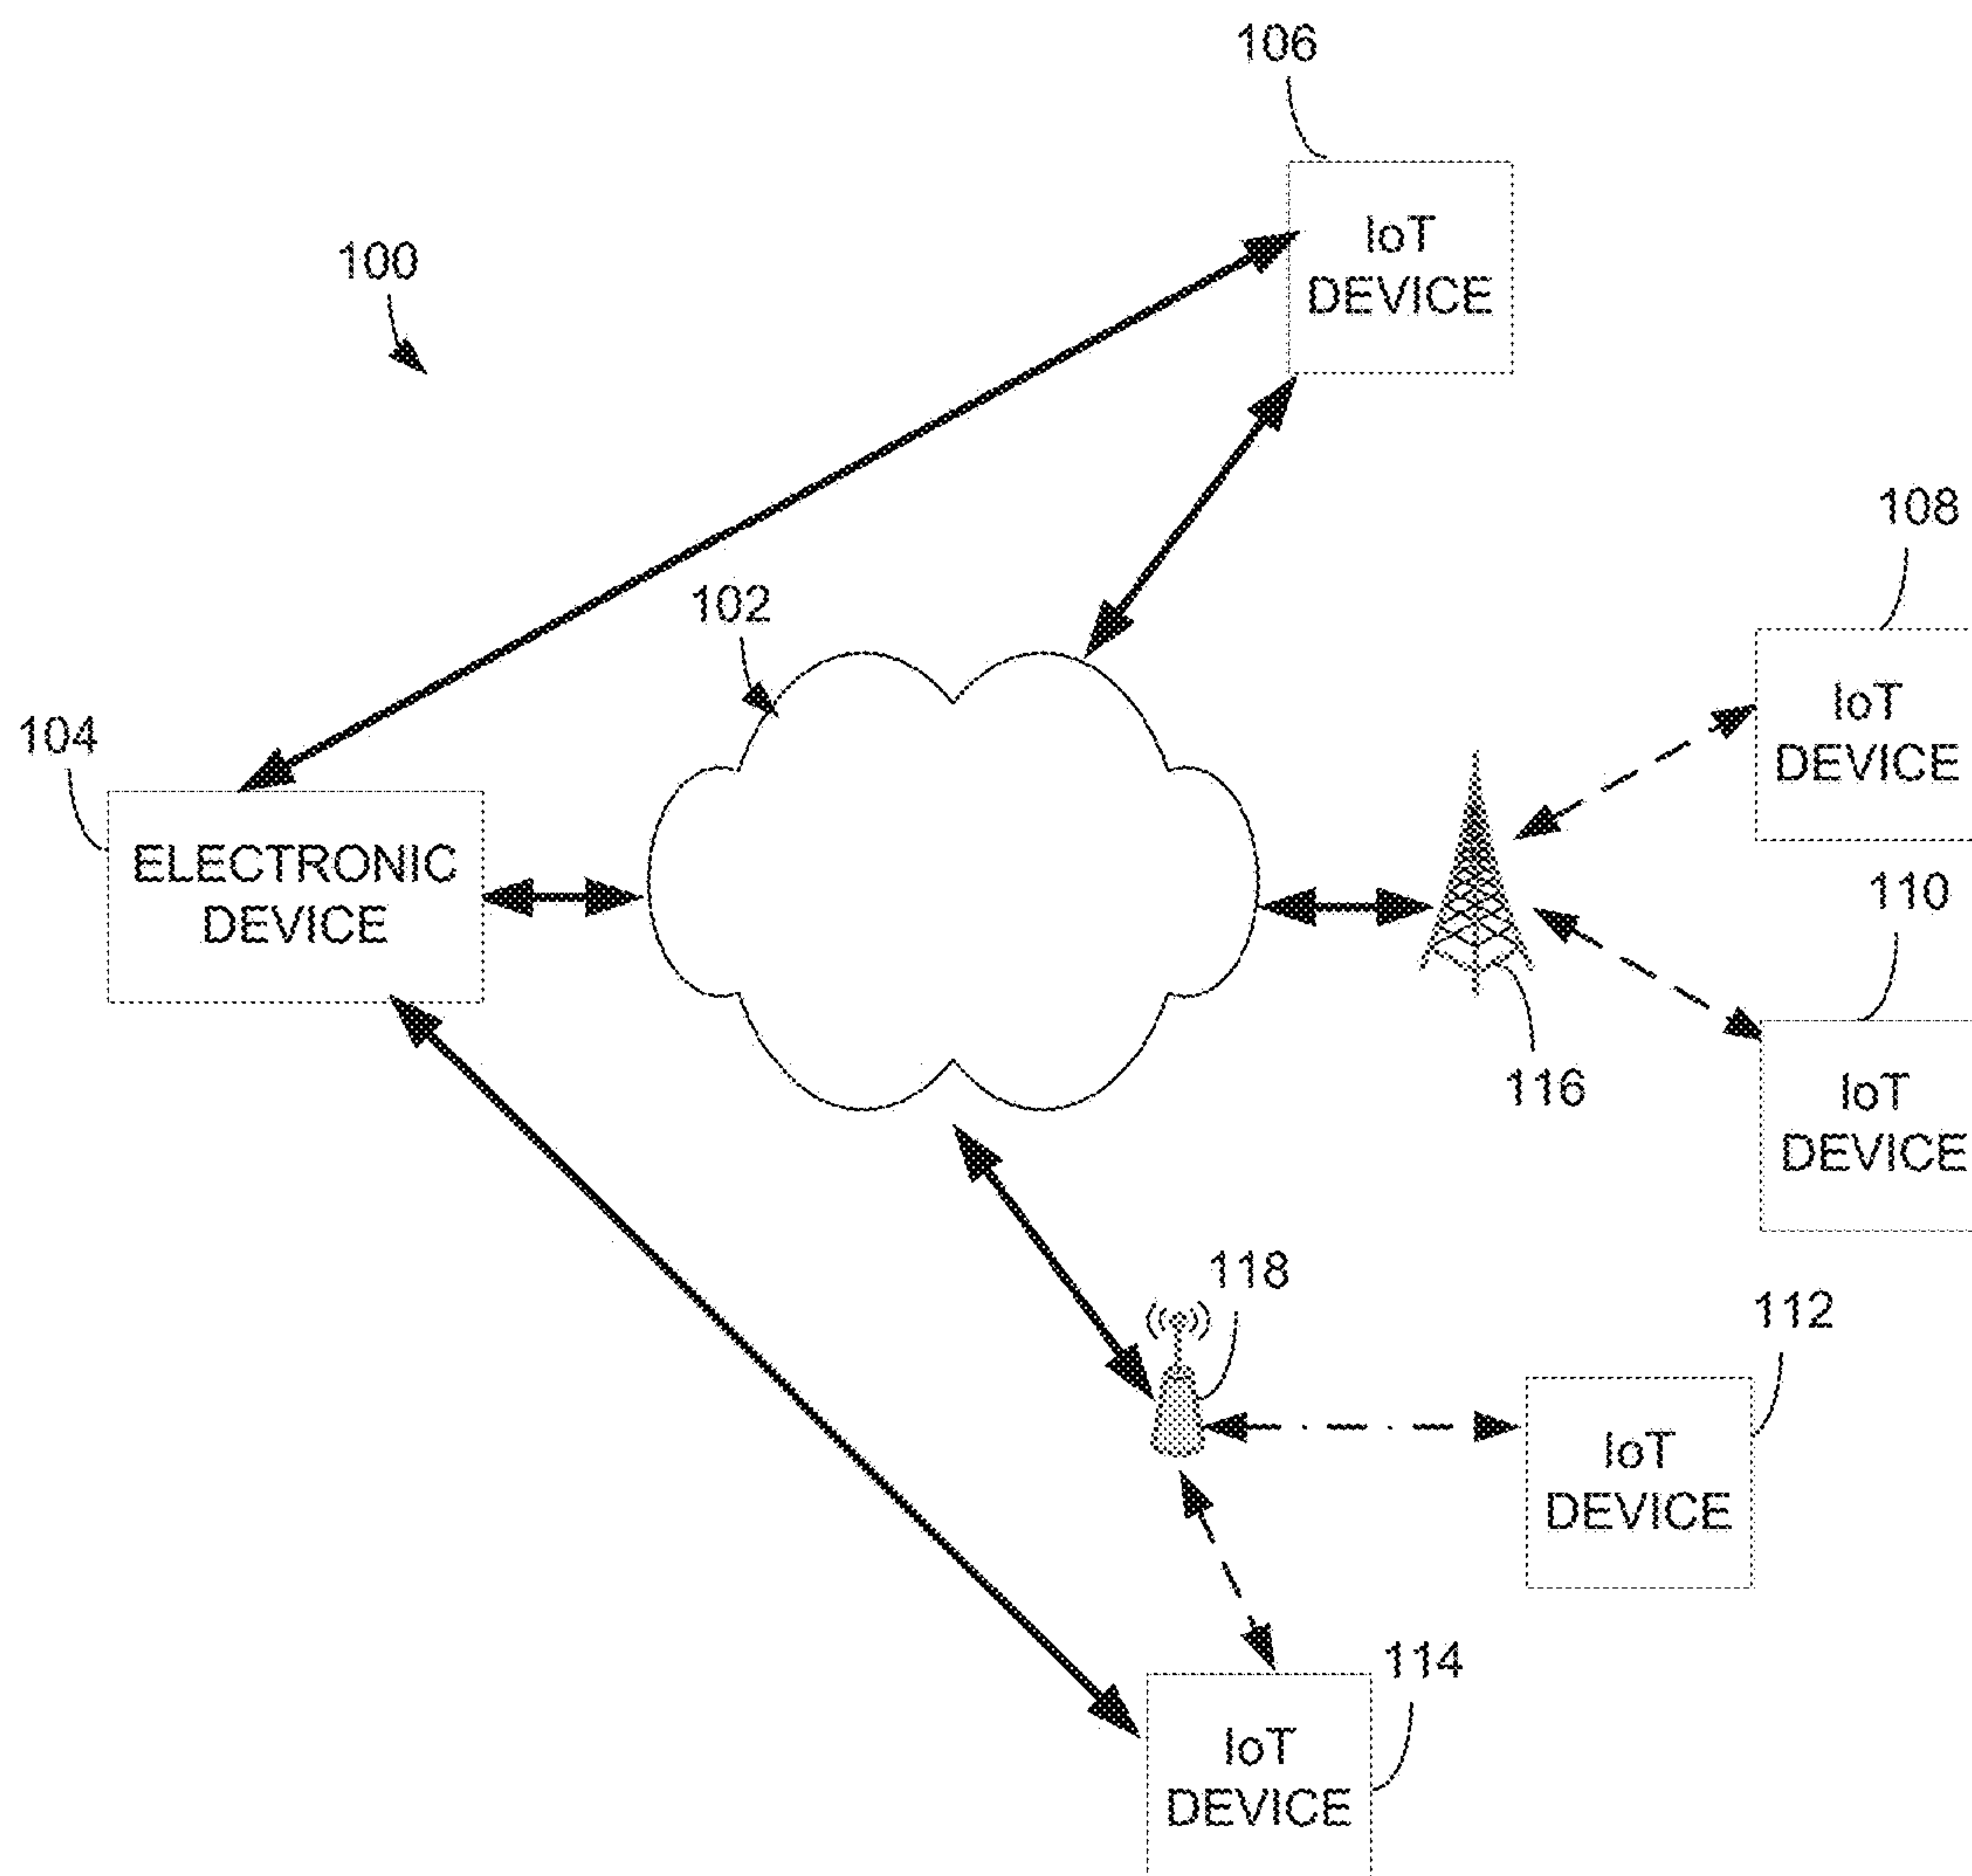 106
IoT
DEVICE
100
108
102
IoT
DEVICE
104
ELECTRONIC
DEVICE
110
116
IoT
DEVICE
118
112
IoT
DEVICE
114
IoT
DEVICE